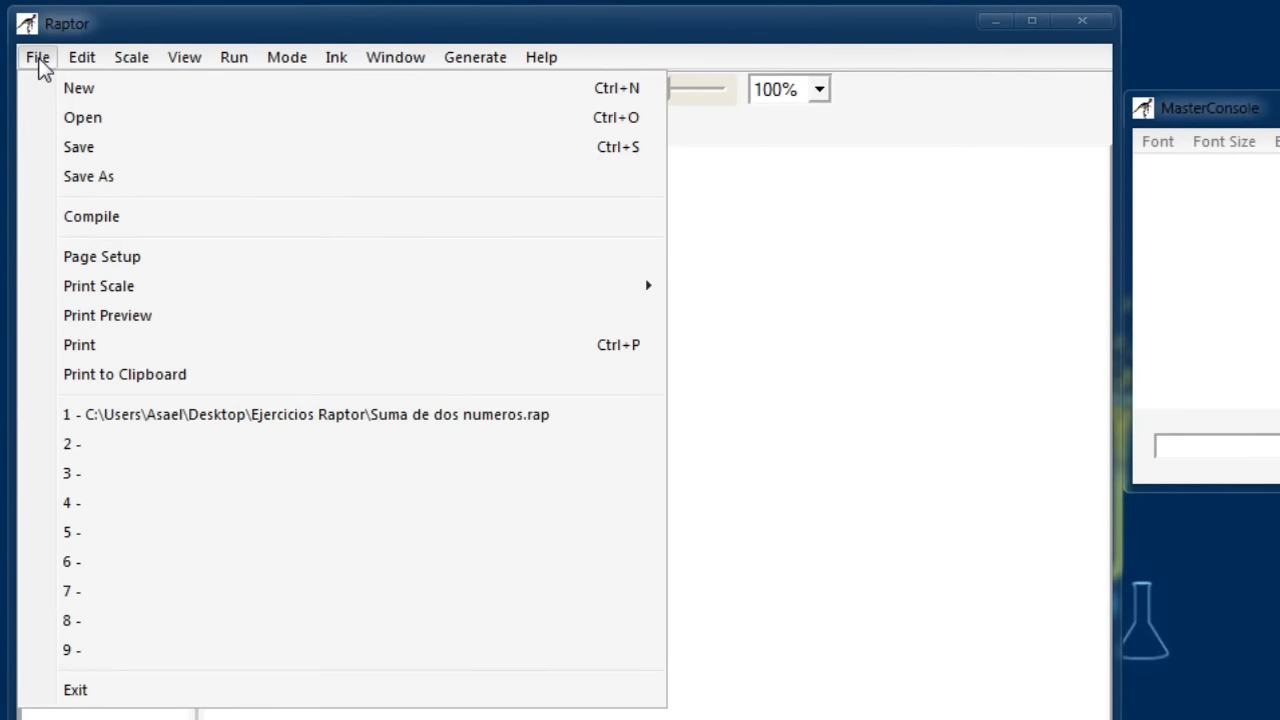 Raptor
File Edit Scale View Run Mode Ink Window Generate Help
New Ctrl+N
Open Ctrl+O
Save Ctrl+S
Save As
Compile
Page Setup
Print Scale
Print Preview
Print Ctrl+P
Print to Clipboard
1 - C:\Users\Asael\Desktop\Ejercicios Raptor\Suma de dos numeros.rap
2 -
3 -
4 -
5 -
6 -
7 -
8 -
9 -
Exit
100%
MasterConsole
Font Font Size